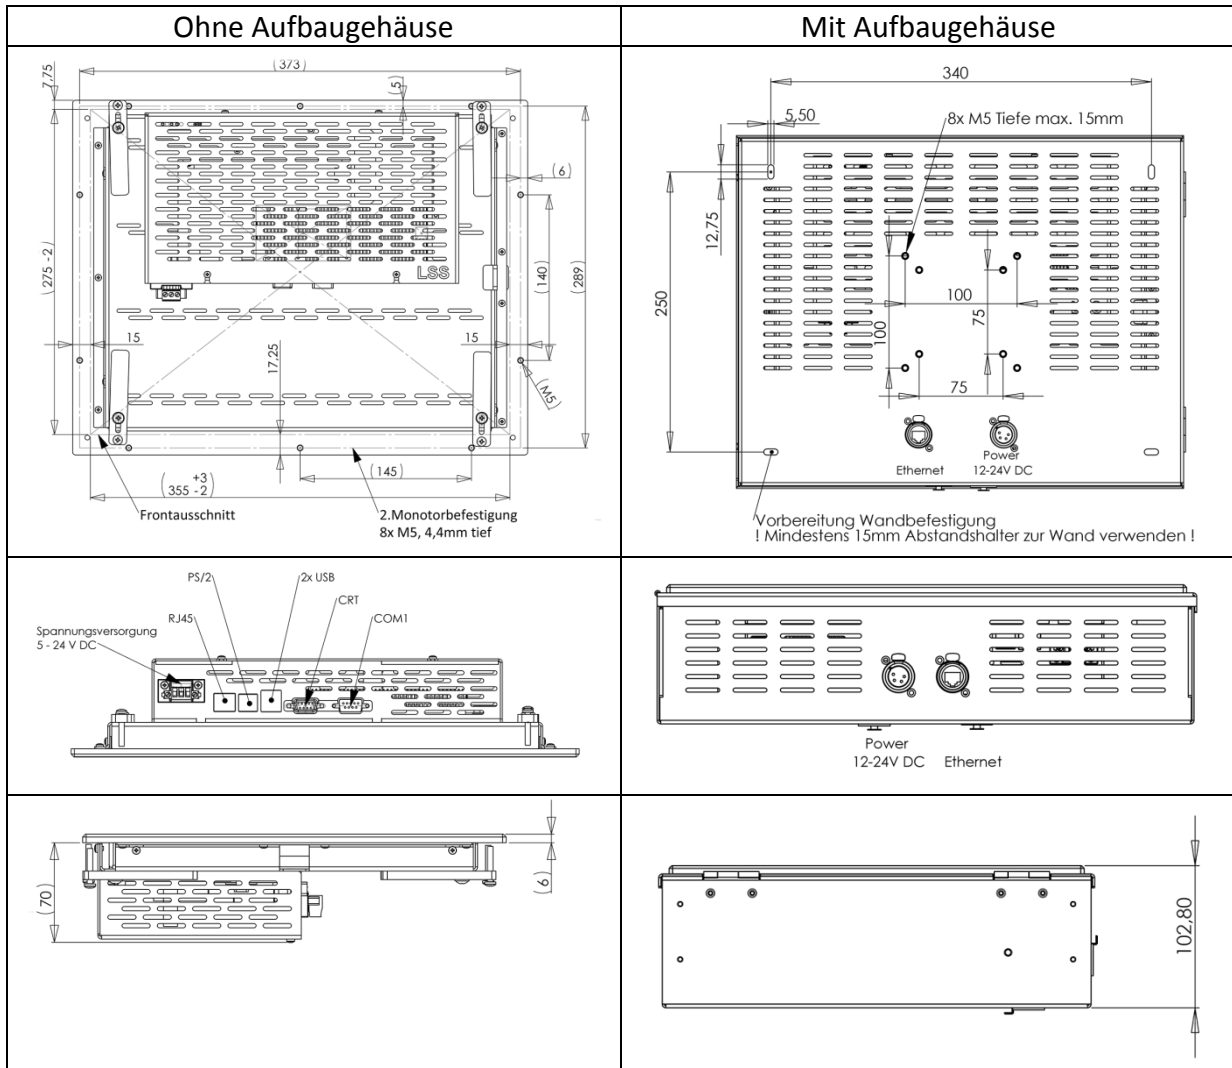 Ohne Aufbaugehäuse
Mit Aufbaugehäuse
(373)
7,75
(5)
(6)
(275 -2)
(140)
(289)
LSS
15
15
17,25
(M5)
(145)
(355 +3 -2)
Frontausschnitt
2.Monotorbefestigung
8x M5, 4,4mm tief
340
5,50
8x M5 Tiefe max. 15mm
12,75
250
100
100
75
75
Ethernet
Power
12-24V DC
Vorbereitung Wandbefestigung
! Mindestens 15mm Abstandshalter zur Wand verwenden !
PS/2
2x USB
CRT
RJ45
COM1
Spannungsversorgung
5 - 24 V DC
Power
12-24V DC
Ethernet
(70)
(6)
102,80